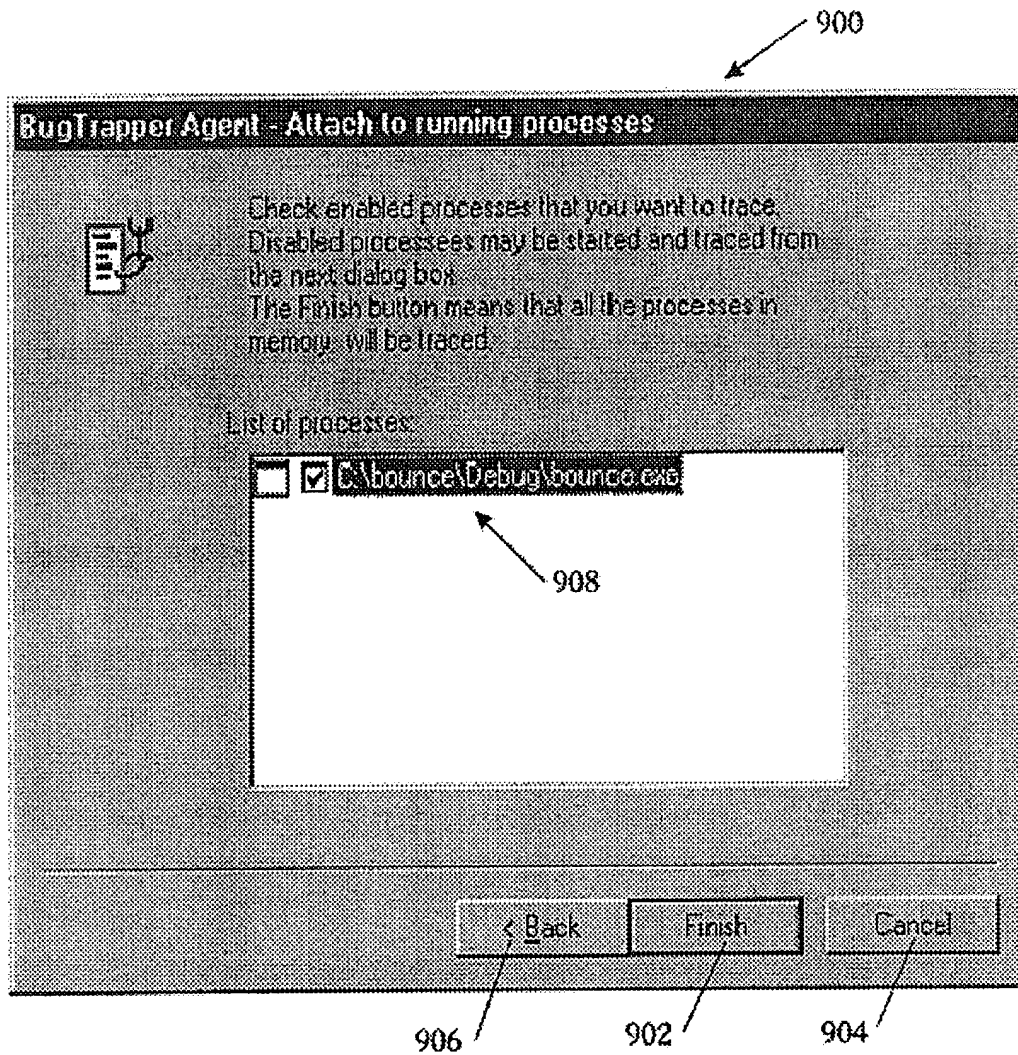 900
BugTrapper Agent - Attach to running processes
Check enabled processes that you want to trace.
Disabled processees may be started and traced from
the next dialog box.
The Finish button means that all the processes in
memory will be traced.
List of processes:
C:\bounce\Debug\bounce.exe
908
< Back
Finish
Cancel
906
902
904